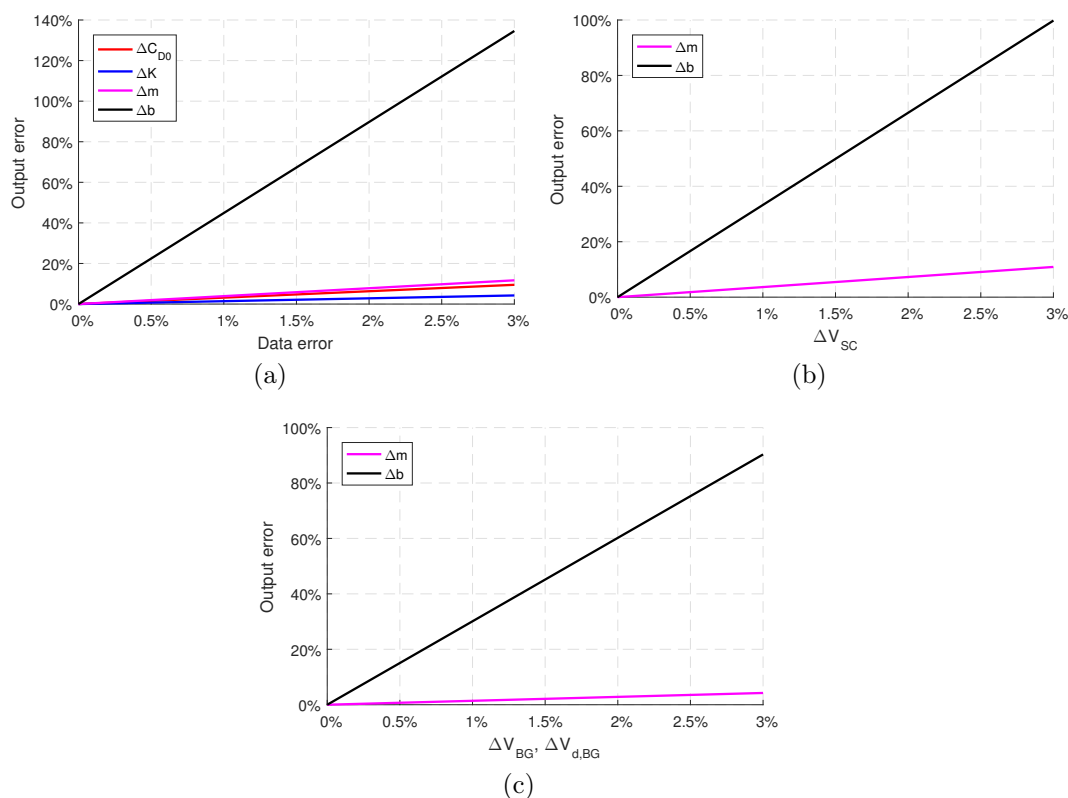 140%
120%
100%
80%
60%
40%
20%
0%
Output error
ΔC_D0
ΔK
Δm
Δb
0% 0.5% 1% 1.5% 2% 2.5% 3%
Data error
(a)
100%
80%
60%
40%
20%
0%
Output error
Δm
Δb
0% 0.5% 1% 1.5% 2% 2.5% 3%
ΔV_SC
(b)
100%
80%
60%
40%
20%
0%
Output error
Δm
Δb
0% 0.5% 1% 1.5% 2% 2.5% 3%
ΔV_BG, ΔV_d,BG
(c)